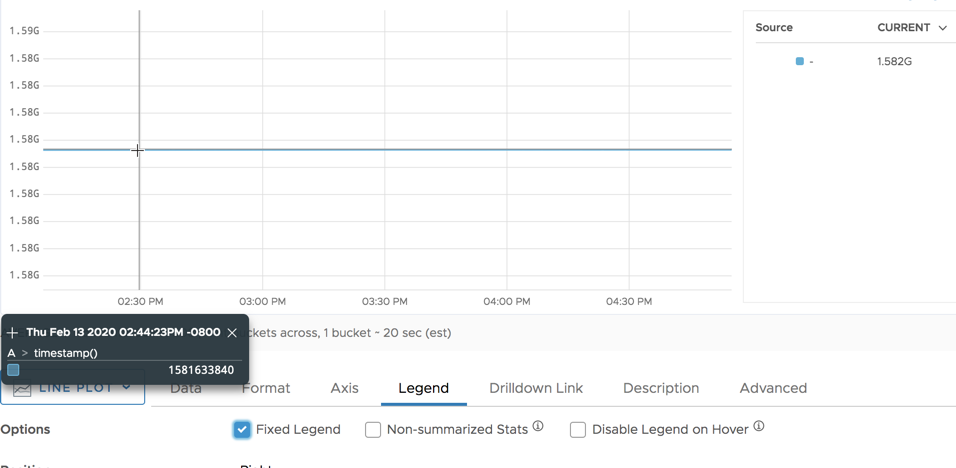 1.59G
1.58G
1.58G
1.58G
1.58G
1.58G
1.58G
1.58G
1.58G
1.58G
02:30 PM 03:00 PM 03:30 PM 04:00 PM 04:30 PM
Source CURRENT
- 1.582G
Thu Feb 13 2020 02:44:23PM -0800
across, 1 bucket ~ 20 sec (est)
A > timestamp()
1581633840
LINE PLOT Data Format Axis Legend Drilldown Link Description Advanced
Options Fixed Legend Non-summarized Stats Disable Legend on Hover